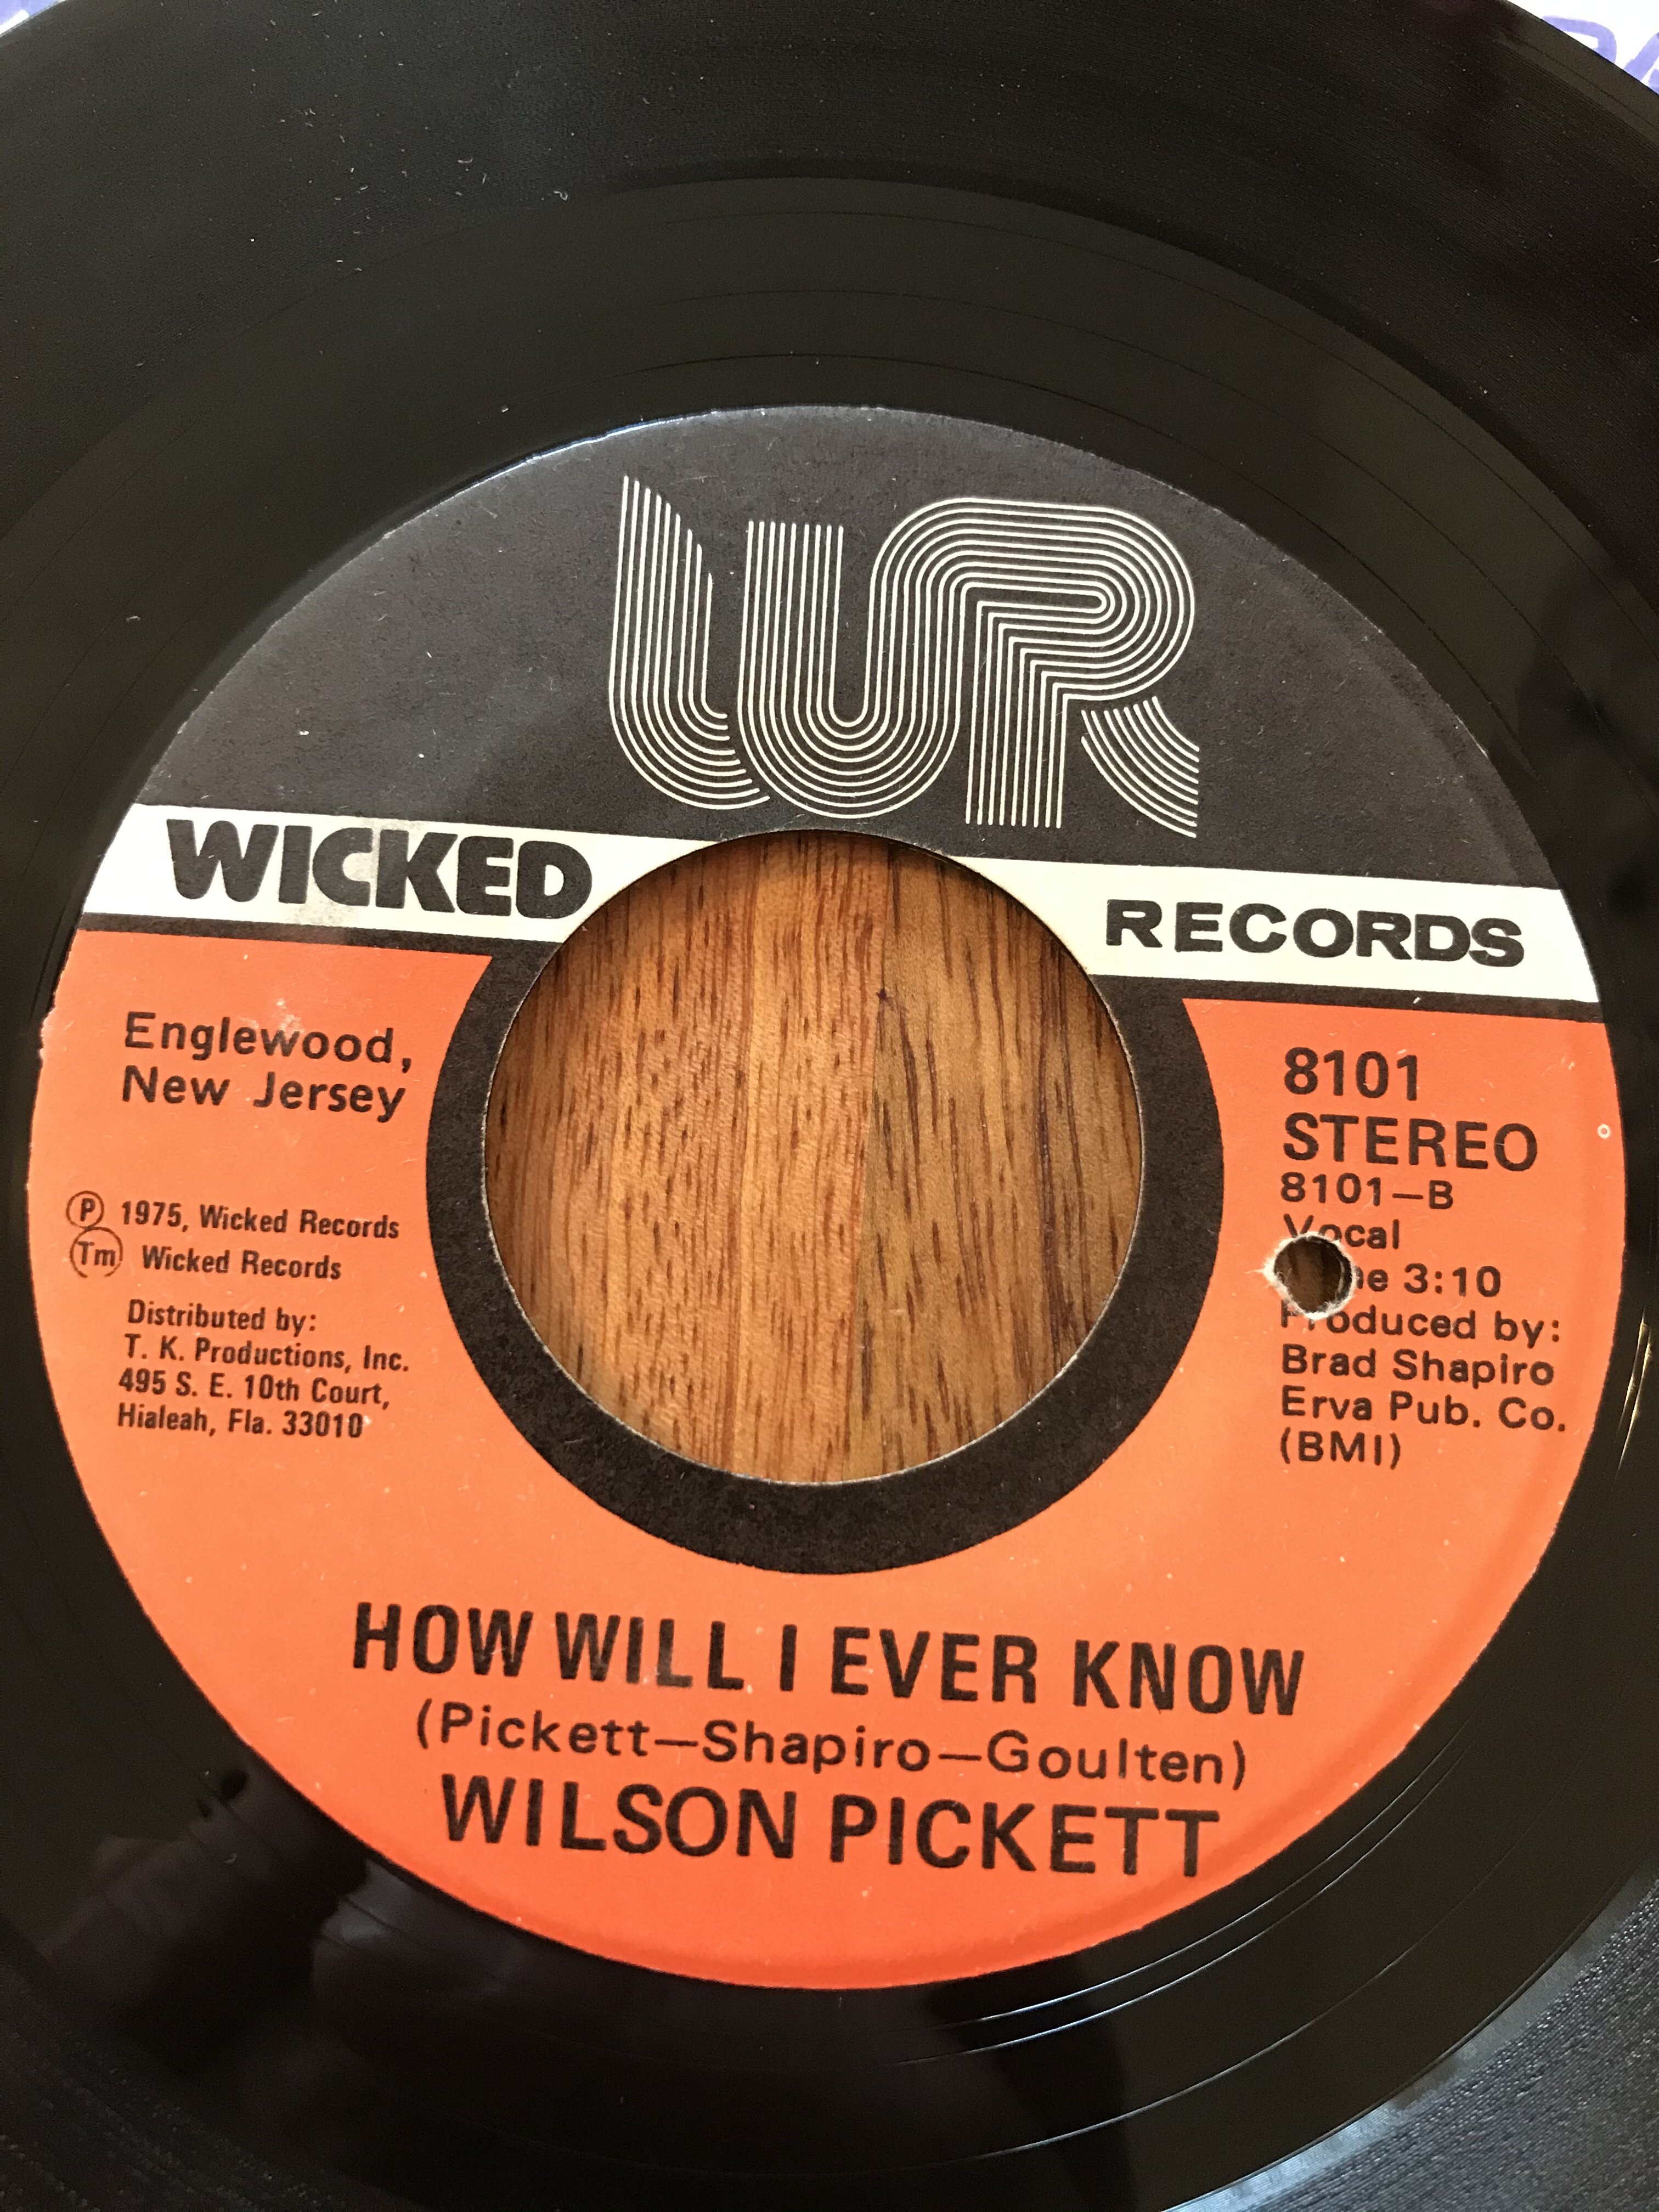 WR
WICKED RECORDS
Englewood,
New Jersey
Ⓟ 1975, Wicked Records
Tm Wicked Records
Distributed by:
T. K. Productions, Inc.
495 S. E. 10th Court,
Hialeah, Fla. 33010
8101
STEREO
8101—B
Vocal
3:10
Produced by:
Brad Shapiro
Erva Pub. Co.
(BMI)
HOW WILL I EVER KNOW
(Pickett—Shapiro—Goulten)
WILSON PICKETT